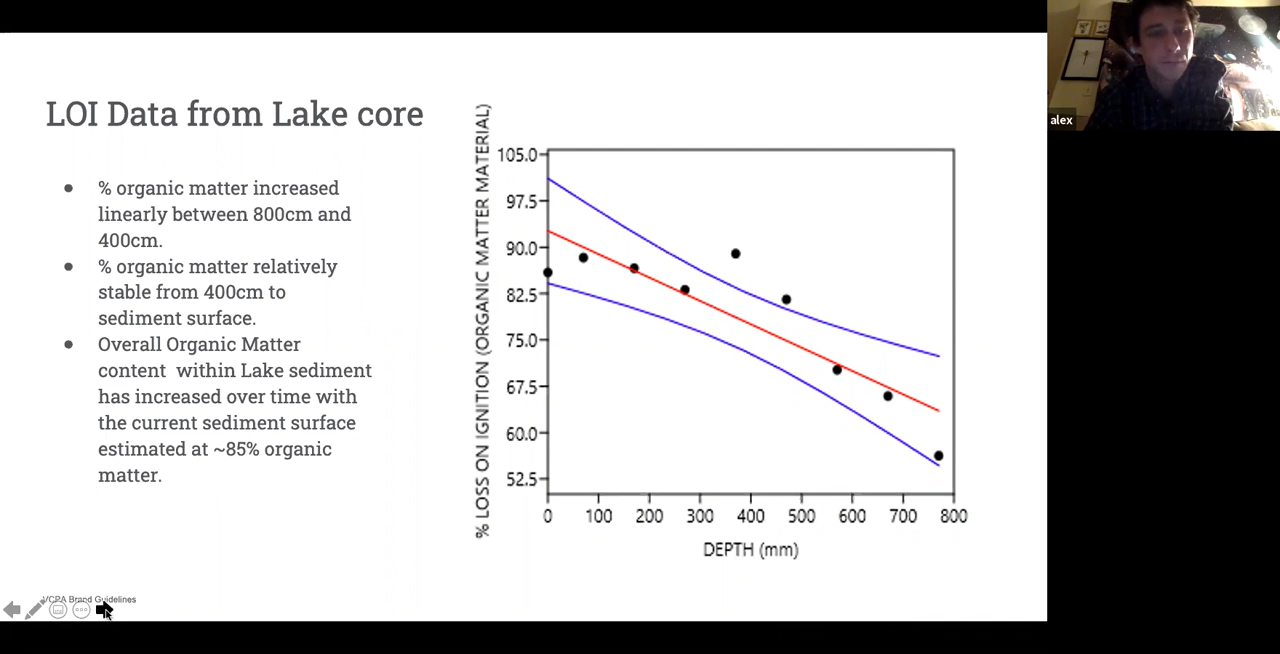 LOI Data from Lake core
● % organic matter increased
linearly between 800cm and
400cm.
● % organic matter relatively
stable from 400cm to
sediment surface.
● Overall Organic Matter
content within Lake sediment
has increased over time with
the current sediment surface
estimated at ~85% organic
matter.
% LOSS ON IGNITION (ORGANIC MATTER MATERIAL)
105.0
97.5
90.0
82.5
75.0
67.5
60.0
52.5
0 100 200 300 400 500 600 700 800
DEPTH (mm)
VCPA Brand Guidelines
alex